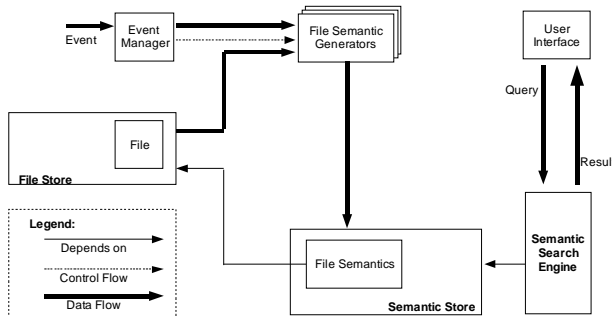 Event
Event
Manager
File Semantic
Generators
User
Interface
Query
Resul
File
File Store
Legend:
Depends on
Control Flow
Data Flow
File Semantics
Semantic Store
Semantic
Search
Engine